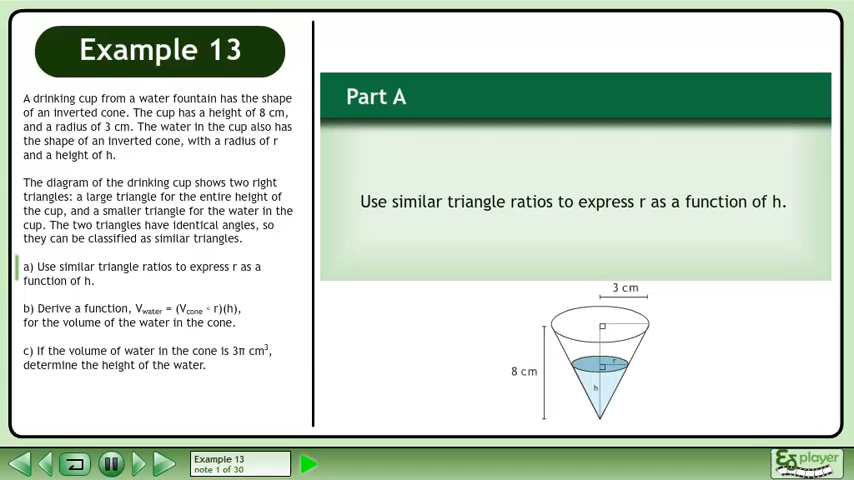 Example 13
A drinking cup from a water fountain has the shape
of an inverted cone. The cup has a height of 8 cm,
and a radius of 3 cm. The water in the cup also has
the shape of an inverted cone, with a radius of r
and a height of h.
The diagram of the drinking cup shows two right
triangles: a large triangle for the entire height of
the cup, and a smaller triangle for the water in the
cup. The two triangles have identical angles, so
they can be classified as similar triangles.
a) Use similar triangle ratios to express r as a
function of h.
b) Derive a function, Vwater = (Vcone ◦ r)(h),
for the volume of the water in the cone.
c) If the volume of water in the cone is 3π cm³,
determine the height of the water.
Part A
Use similar triangle ratios to express r as a function of h.
3 cm
8 cm
r
h
Example 13
note 1 of 30
player